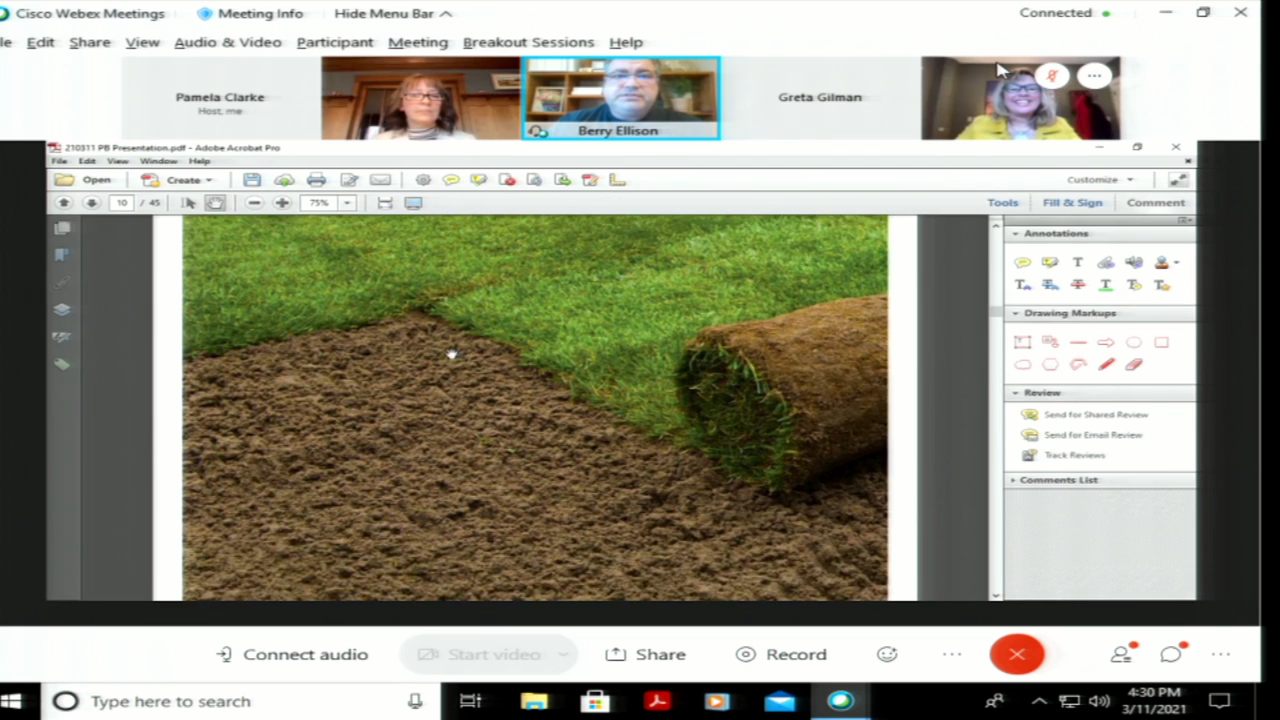 Cisco Webex Meetings Meeting Info Hide Menu Bar Connected
le Edit Share View Audio & Video Participant Meeting Breakout Sessions Help
Pamela Clarke
Host, me
Berry Ellison
Greta Gilman
210311 PB Presentation.pdf - Adobe Acrobat Pro
File Edit View Window Help
Open Create Customize
10 / 45 75% Tools Fill & Sign Comment
Annotations
Drawing Markups
Review
Send for Shared Review
Send for Email Review
Track Reviews
Comments List
Connect audio Start video Share Record
Type here to search
4:30 PM
3/11/2021